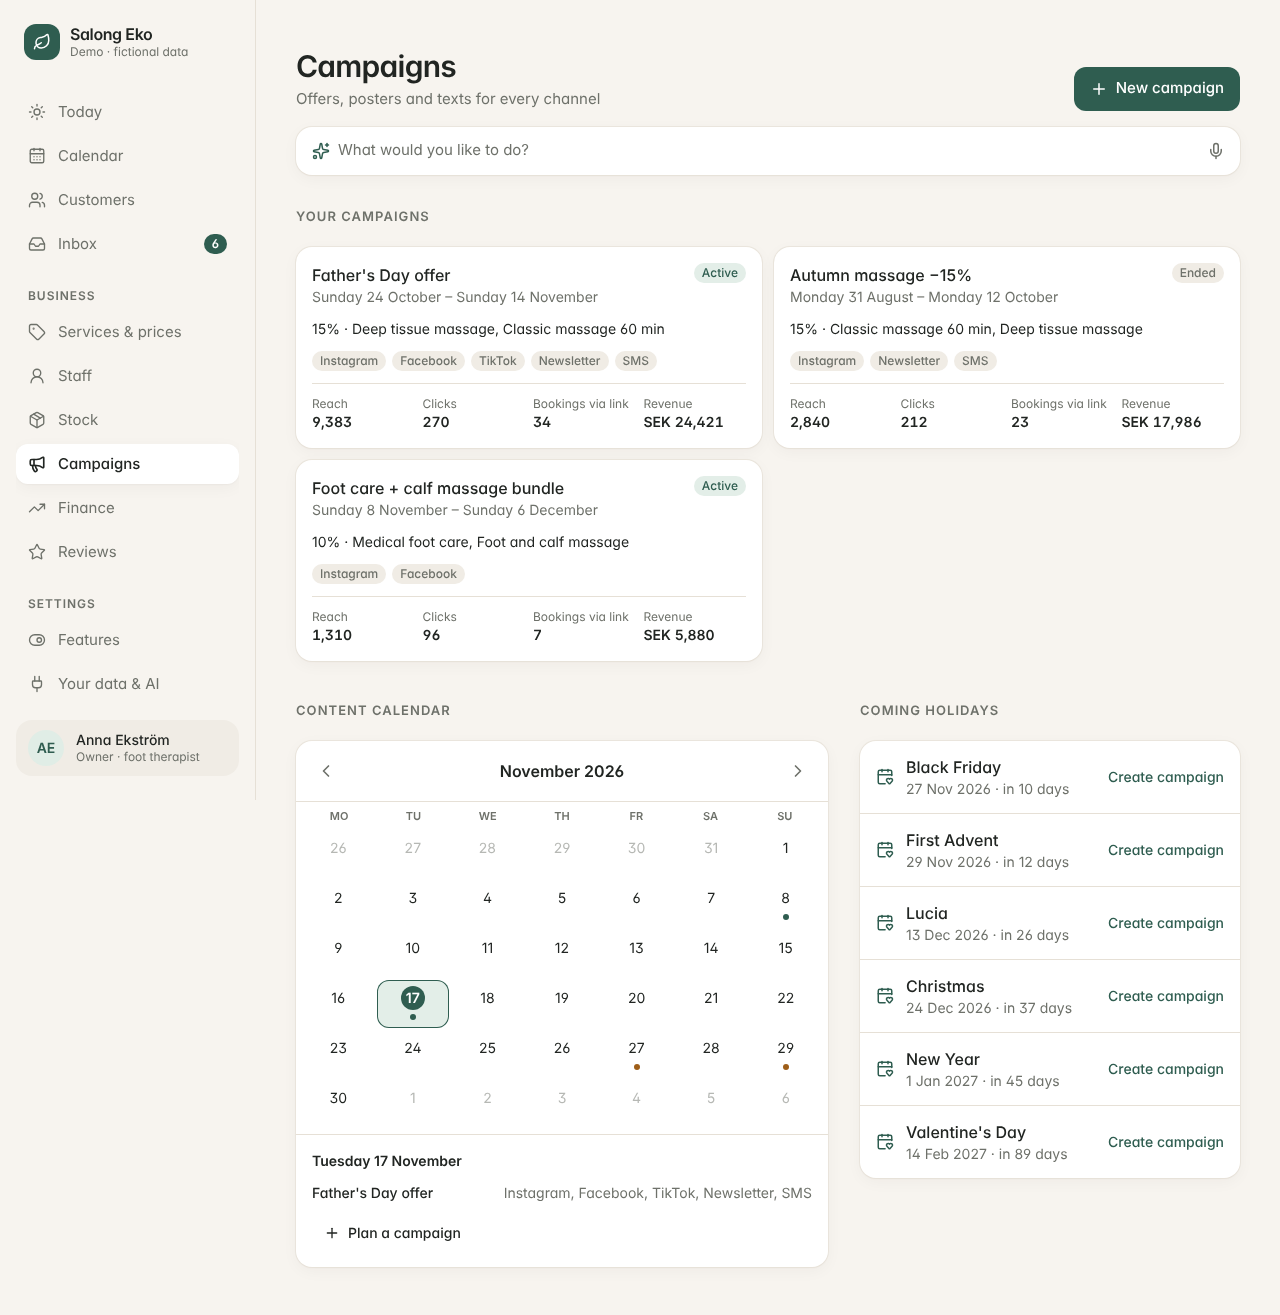 Salong Eko
Demo · fictional data
Today
Calendar
Customers
Inbox 6
BUSINESS
Services & prices
Staff
Stock
Campaigns
Finance
Reviews
SETTINGS
Features
Your data & AI
AE
Anna Ekström
Owner · foot therapist
Campaigns
Offers, posters and texts for every channel
New campaign
What would you like to do?
YOUR CAMPAIGNS
Father's Day offer Active
Sunday 24 October – Sunday 14 November
15% · Deep tissue massage, Classic massage 60 min
Instagram Facebook TikTok Newsletter SMS
Reach Clicks Bookings via link Revenue
9,383 270 34 SEK 24,421
Autumn massage −15% Ended
Monday 31 August – Monday 12 October
15% · Classic massage 60 min, Deep tissue massage
Instagram Newsletter SMS
Reach Clicks Bookings via link Revenue
2,840 212 23 SEK 17,986
Foot care + calf massage bundle Active
Sunday 8 November – Sunday 6 December
10% · Medical foot care, Foot and calf massage
Instagram Facebook
Reach Clicks Bookings via link Revenue
1,310 96 7 SEK 5,880
CONTENT CALENDAR
November 2026
MO TU WE TH FR SA SU
26 27 28 29 30 31 1
2 3 4 5 6 7 8
9 10 11 12 13 14 15
16 17 18 19 20 21 22
23 24 25 26 27 28 29
30 1 2 3 4 5 6
Tuesday 17 November
Father's Day offer Instagram, Facebook, TikTok, Newsletter, SMS
Plan a campaign
COMING HOLIDAYS
Black Friday
27 Nov 2026 · in 10 days
Create campaign
First Advent
29 Nov 2026 · in 12 days
Create campaign
Lucia
13 Dec 2026 · in 26 days
Create campaign
Christmas
24 Dec 2026 · in 37 days
Create campaign
New Year
1 Jan 2027 · in 45 days
Create campaign
Valentine's Day
14 Feb 2027 · in 89 days
Create campaign